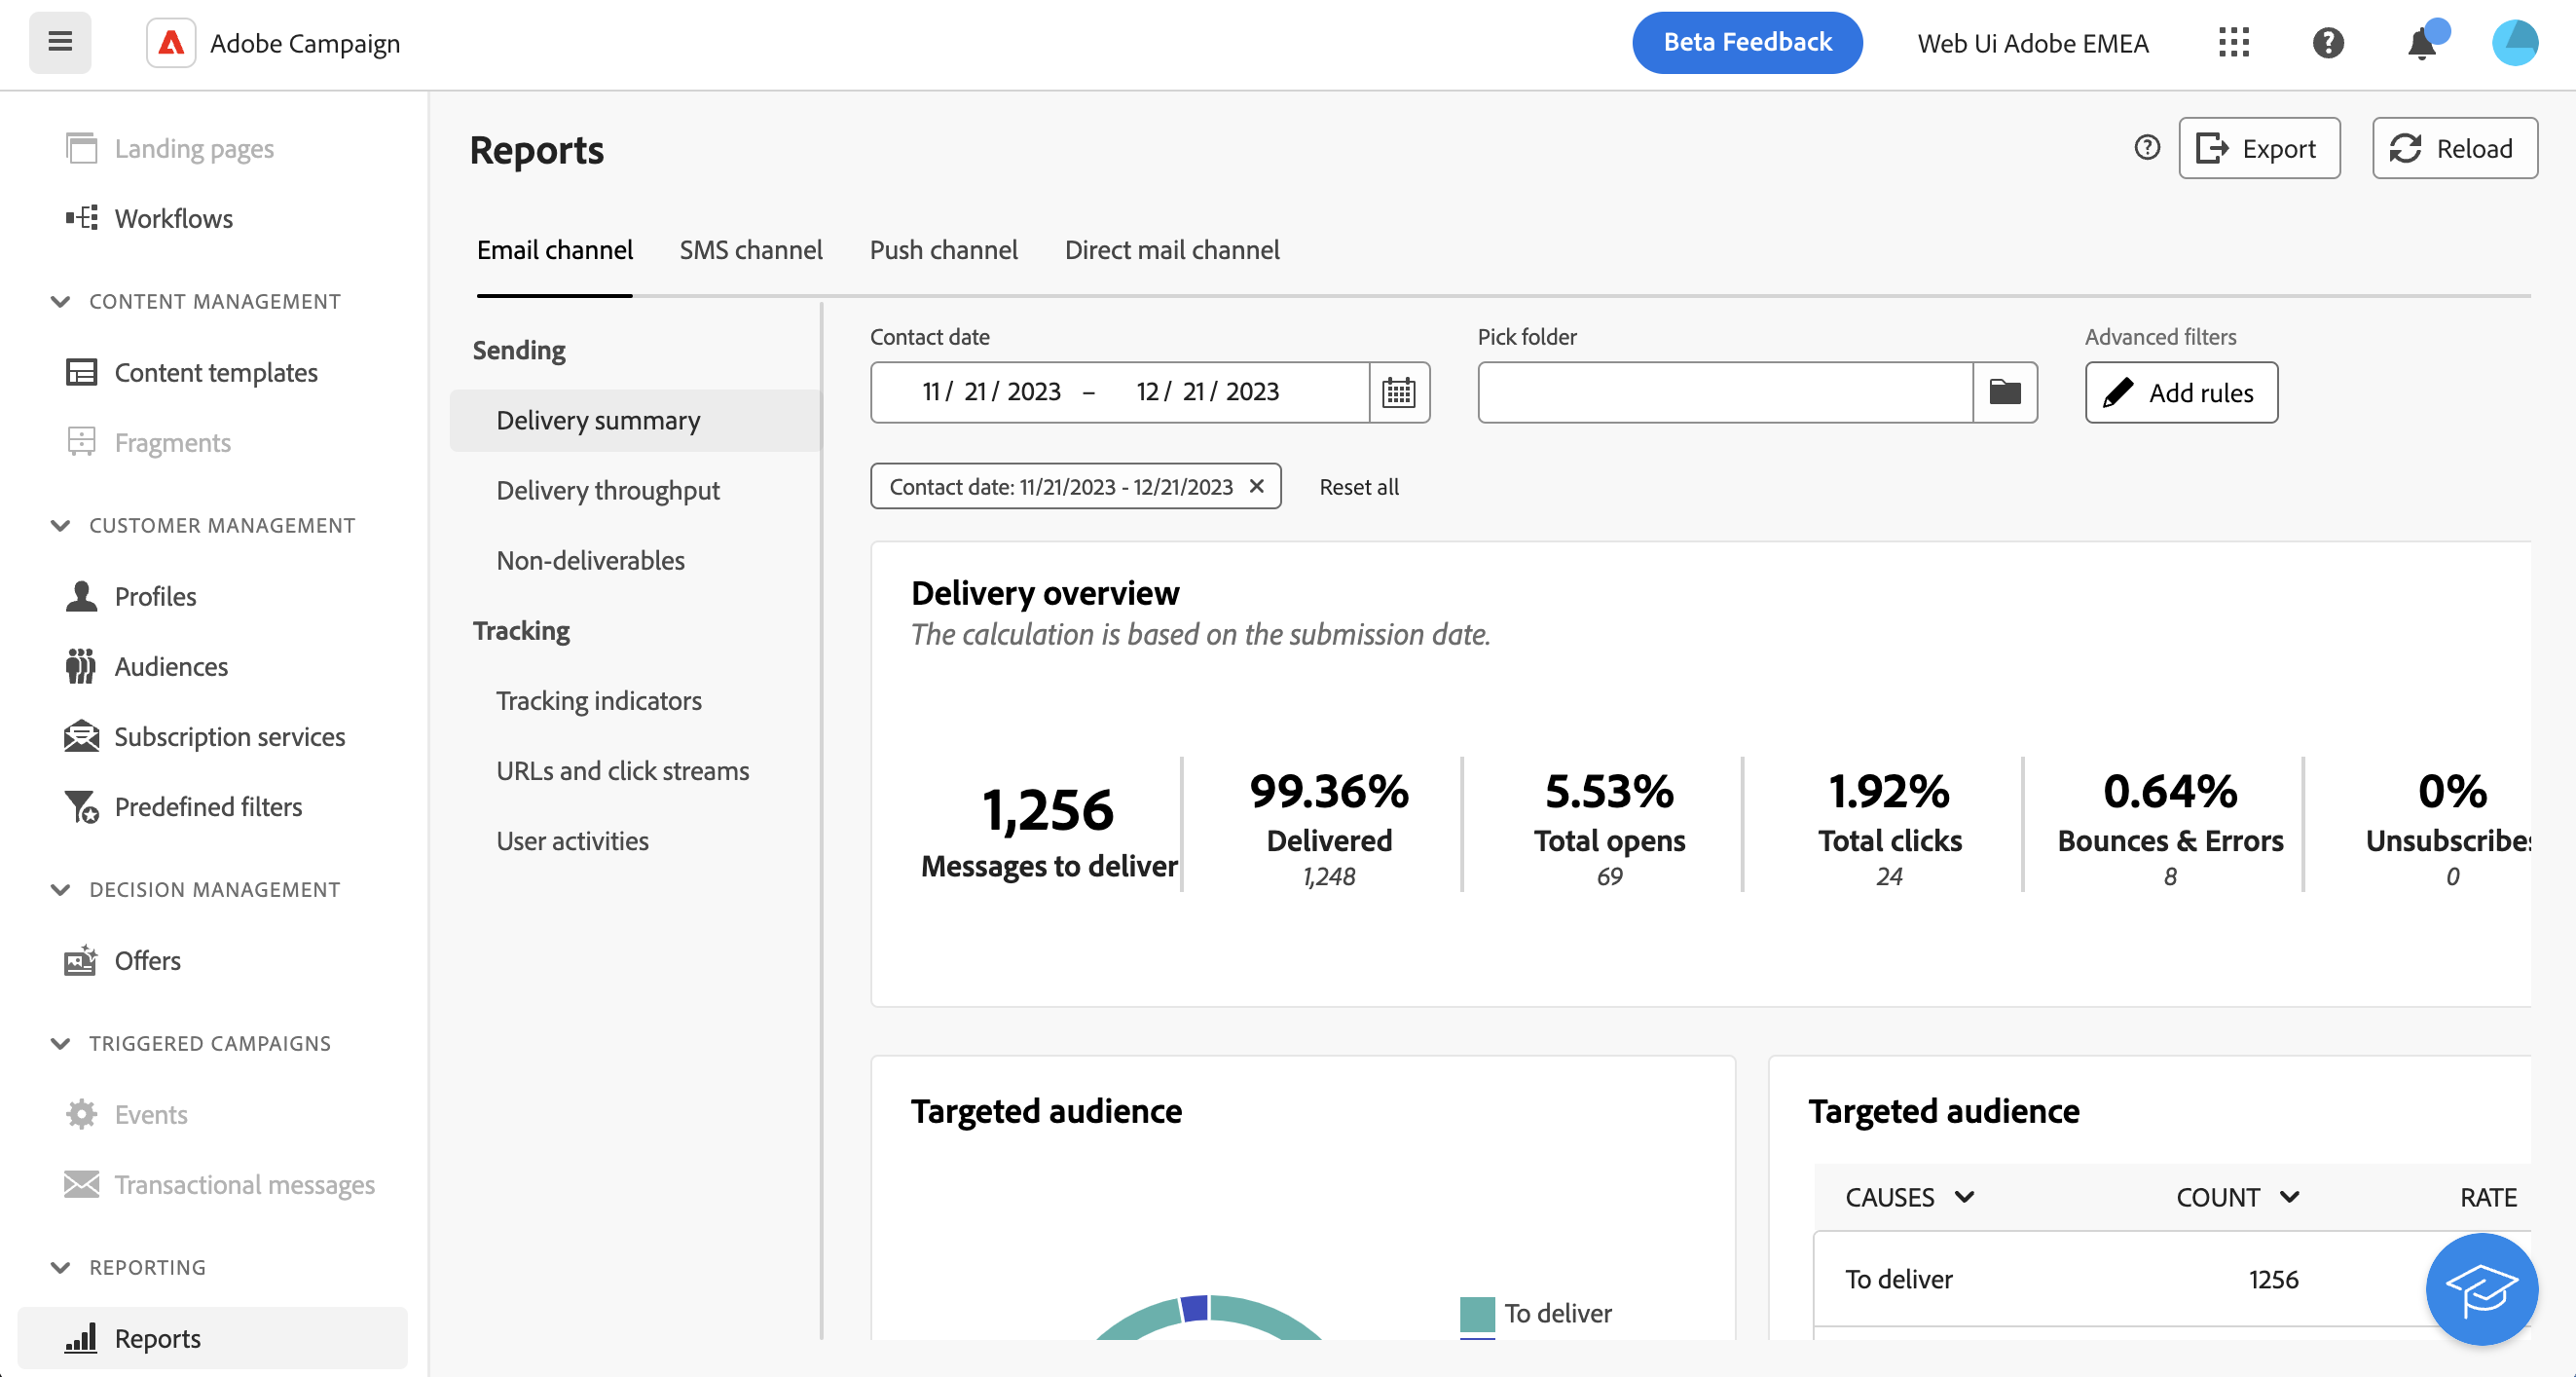 Adobe Campaign
Beta Feedback
Web Ui Adobe EMEA
Landing pages
Workflows
CONTENT MANAGEMENT
Content templates
Fragments
CUSTOMER MANAGEMENT
Profiles
Audiences
Subscription services
Predefined filters
DECISION MANAGEMENT
Offers
TRIGGERED CAMPAIGNS
Events
Transactional messages
REPORTING
Reports
Reports
Export
Reload
Email channel
SMS channel
Push channel
Direct mail channel
Sending
Delivery summary
Delivery throughput
Non-deliverables
Tracking
Tracking indicators
URLs and click streams
User activities
Contact date
11 / 21 / 2023 – 12 / 21 / 2023
Pick folder
Advanced filters
Add rules
Contact date: 11/21/2023 - 12/21/2023
Reset all
Delivery overview
The calculation is based on the submission date.
1,256
Messages to deliver
99.36%
Delivered
1,248
5.53%
Total opens
69
1.92%
Total clicks
24
0.64%
Bounces & Errors
8
0%
Unsubscribes
0
Targeted audience
To deliver
Targeted audience
CAUSES COUNT RATE
To deliver 1256